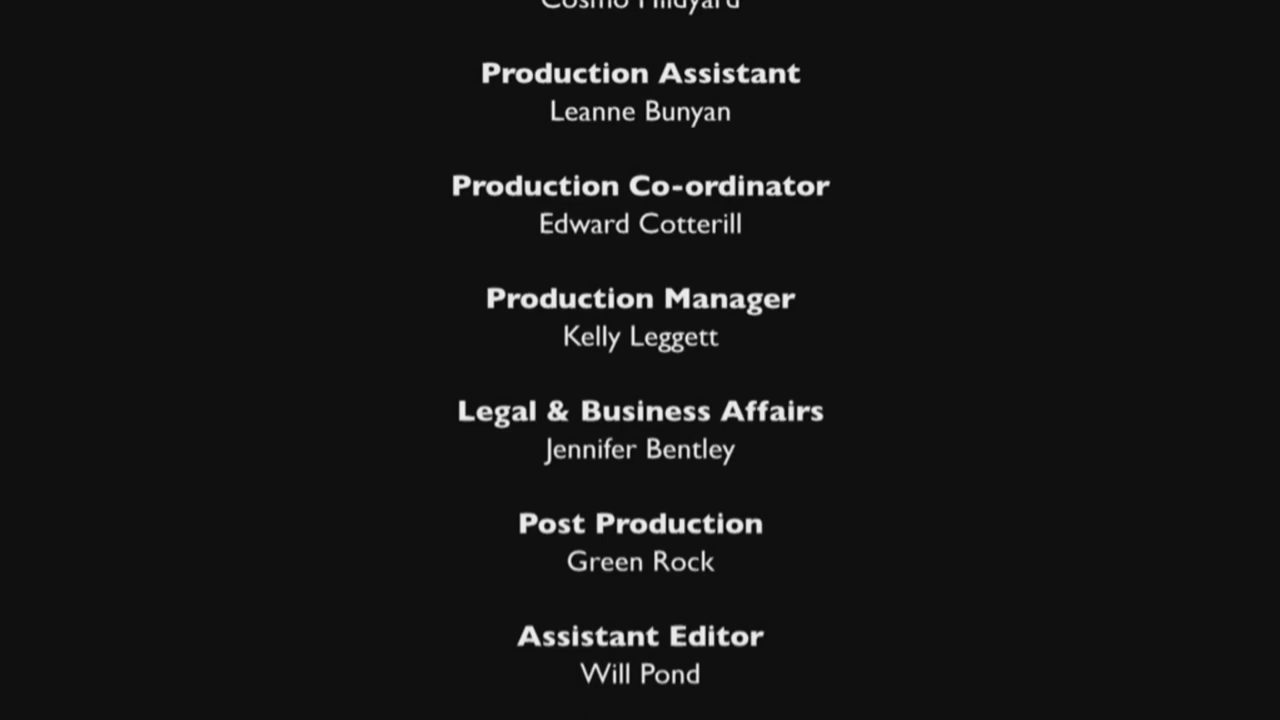 Production Assistant
Leanne Bunyan
Production Co-ordinator
Edward Cotterill
Production Manager
Kelly Leggett
Legal & Business Affairs
Jennifer Bentley
Post Production
Green Rock
Assistant Editor
Will Pond